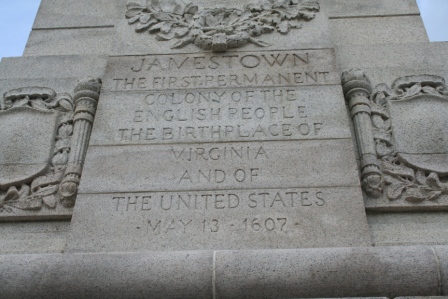 JAMESTOWN
THE FIRST PERMANENT
COLONY OF THE
ENGLISH PEOPLE
THE BIRTHPLACE OF
VIRGINIA
AND OF
THE UNITED STATES
· MAY 13 - 1607 ·